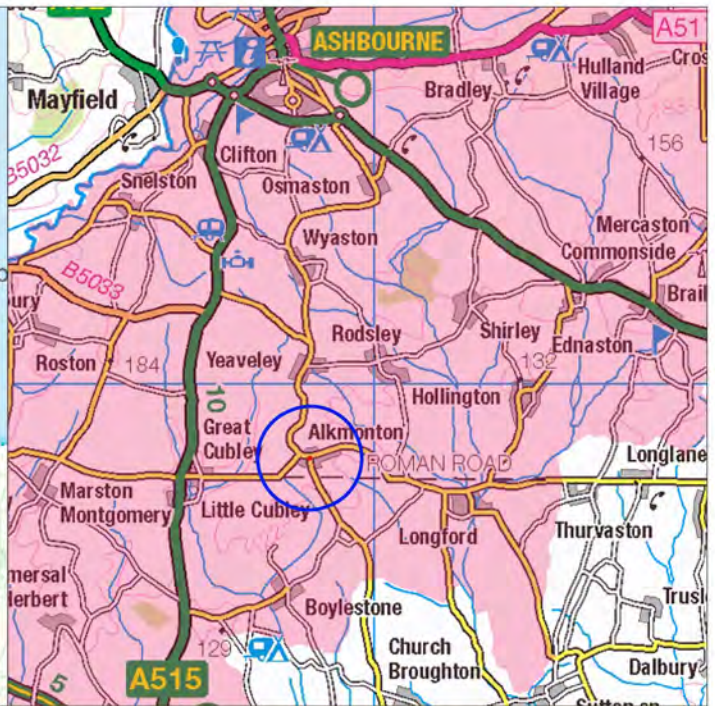 ASHBOURNE
Hulland
Village
Bradley
Mayfield
B5032
Clifton
156
Snelston
Osmaston
Wyaston
Mercaston
Commonside
B5033
Rodsley
Shirley
Ednaston
Roston
184
Yeaveley
132
10
Hollington
Great
Cubley
Alkmonton
ROMAN ROAD
Longlane
Marston
Montgomery
Little Cubley
Longford
Thurvaston
Boylestone
129
Church
Broughton
Dalbury
A515
5